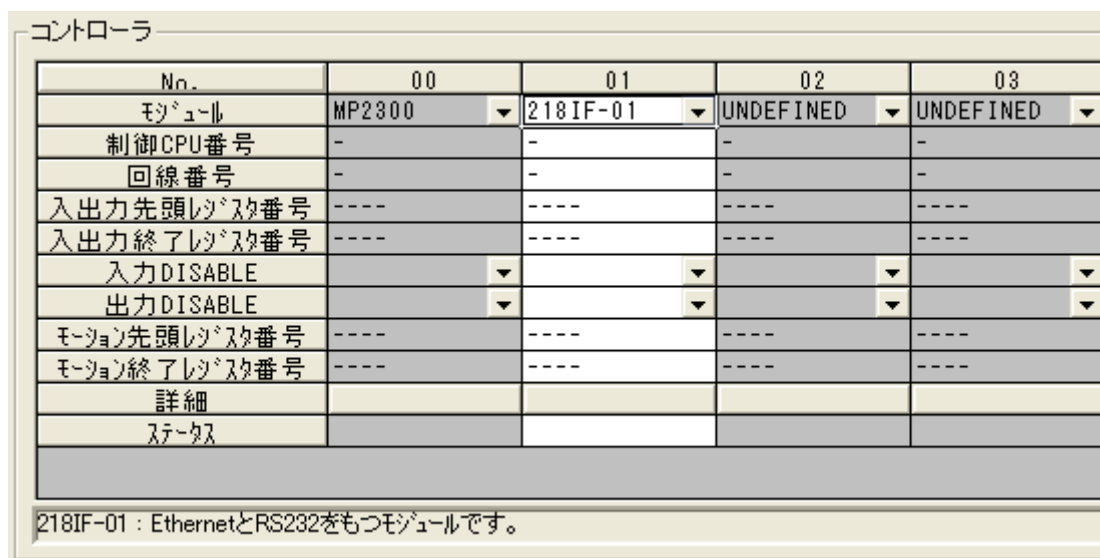 コントローラ
No. 00 01 02 03
ﾓｼﾞｭｰﾙ MP2300 218IF-01 UNDEFINED UNDEFINED
制御CPU番号 - - - -
回線番号 - - - -
入出力先頭ﾚｼﾞｽﾀ番号 ---- ---- ---- ----
入出力終了ﾚｼﾞｽﾀ番号 ---- ---- ---- ----
入力DISABLE
出力DISABLE
ﾓｰｼｮﾝ先頭ﾚｼﾞｽﾀ番号 ---- ---- ---- ----
ﾓｰｼｮﾝ終了ﾚｼﾞｽﾀ番号 ---- ---- ---- ----
詳細
ｽﾃｰﾀｽ
218IF-01 : EthernetとRS232をもつﾓｼﾞｭｰﾙです。